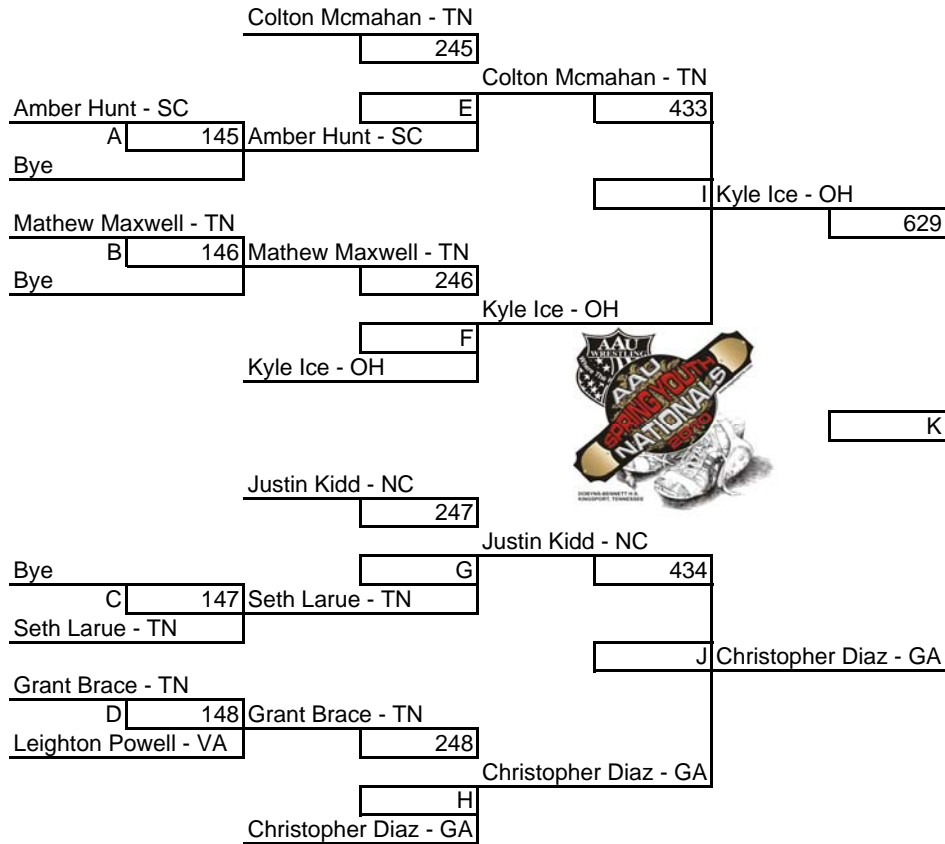 Colton Mcmahan - TN
245
Colton Mcmahan - TN
Amber Hunt - SC
E
433
A
145
Amber Hunt - SC
Bye
I
Kyle Ice - OH
Mathew Maxwell - TN
629
B
146
Mathew Maxwell - TN
Bye
246
Kyle Ice - OH
F
Kyle Ice - OH
AAU
WRESTLING
AAU
SPRING YOUTH
NATIONALS
2010
DOBYNS-BENNETT H.S.
KINGSPORT, TENNESSEE
K
Justin Kidd - NC
247
Justin Kidd - NC
Bye
G
434
C
147
Seth Larue - TN
Seth Larue - TN
J
Christopher Diaz - GA
Grant Brace - TN
D
148
Grant Brace - TN
Leighton Powell - VA
248
Christopher Diaz - GA
H
Christopher Diaz - GA